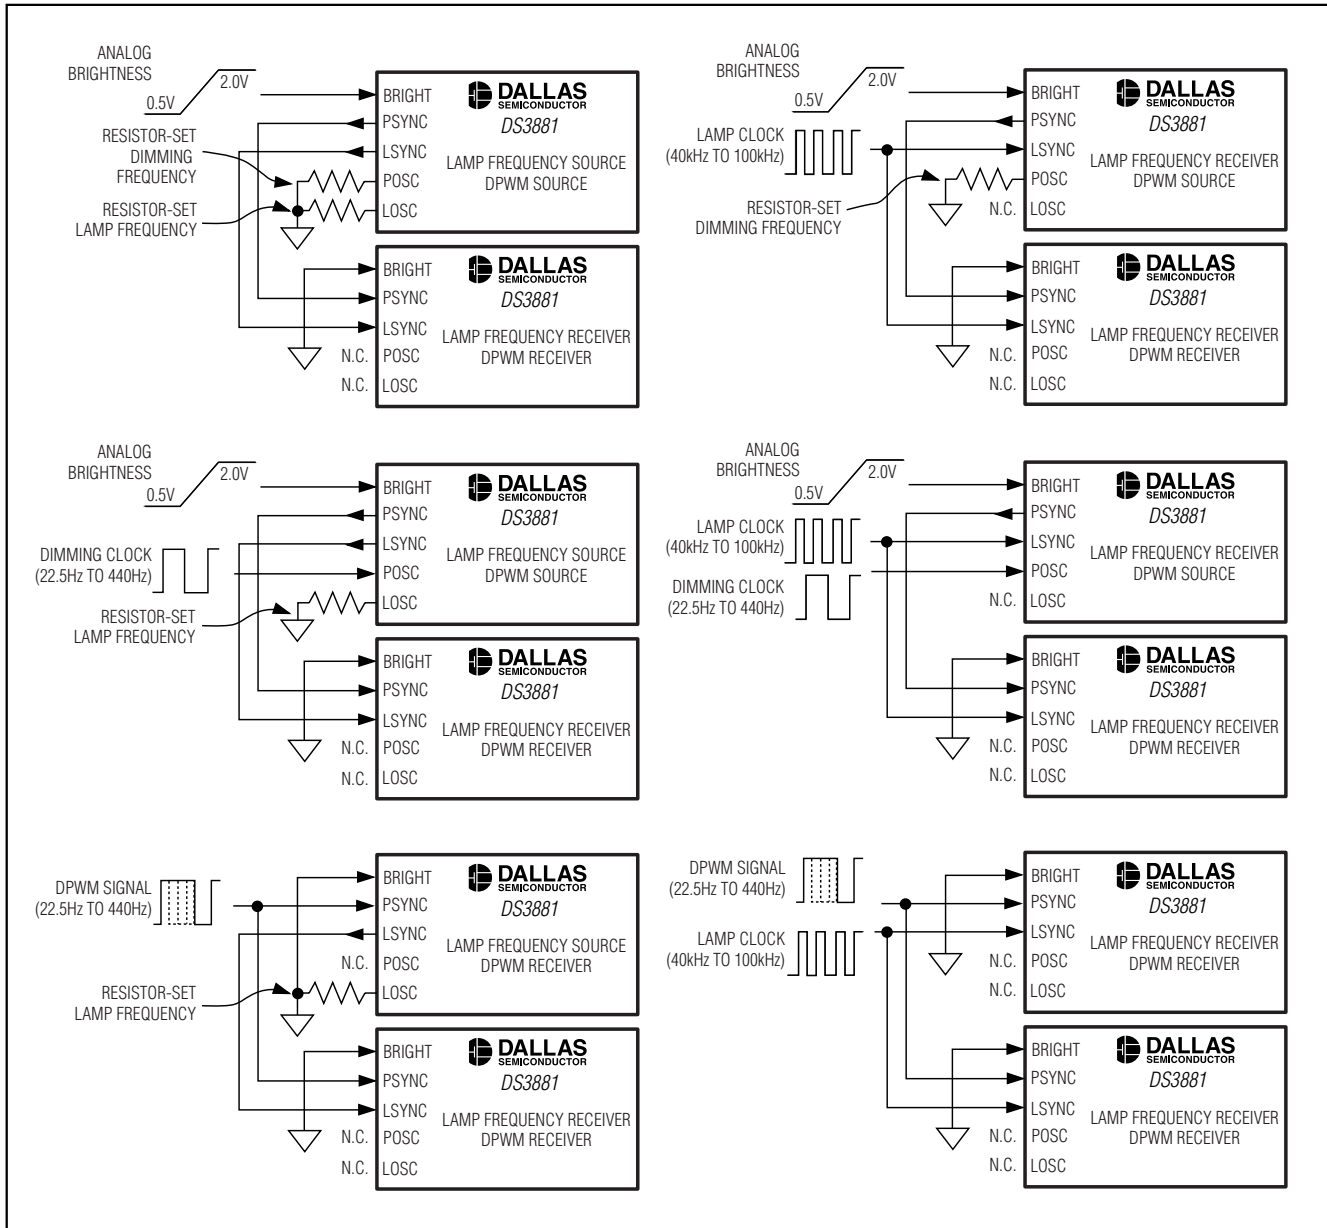 ANALOG
BRIGHTNESS
2.0V
0.5V
RESISTOR-SET
DIMMING
FREQUENCY
RESISTOR-SET
LAMP FREQUENCY
BRIGHT
PSYNC
LSYNC
POSC
LOSC
DALLAS
SEMICONDUCTOR
DS3881
LAMP FREQUENCY SOURCE
DPWM SOURCE
BRIGHT
PSYNC
LSYNC
N.C. POSC
N.C. LOSC
DALLAS
SEMICONDUCTOR
DS3881
LAMP FREQUENCY RECEIVER
DPWM RECEIVER
ANALOG
BRIGHTNESS
2.0V
0.5V
LAMP CLOCK
(40kHz TO 100kHz)
RESISTOR-SET
DIMMING FREQUENCY
BRIGHT
PSYNC
LSYNC
POSC
N.C. LOSC
DALLAS
SEMICONDUCTOR
DS3881
LAMP FREQUENCY RECEIVER
DPWM SOURCE
BRIGHT
PSYNC
LSYNC
N.C. POSC
N.C. LOSC
DALLAS
SEMICONDUCTOR
DS3881
LAMP FREQUENCY RECEIVER
DPWM RECEIVER
ANALOG
BRIGHTNESS
2.0V
0.5V
DIMMING CLOCK
(22.5Hz TO 440Hz)
RESISTOR-SET
LAMP FREQUENCY
BRIGHT
PSYNC
LSYNC
POSC
LOSC
DALLAS
SEMICONDUCTOR
DS3881
LAMP FREQUENCY SOURCE
DPWM SOURCE
BRIGHT
PSYNC
LSYNC
N.C. POSC
N.C. LOSC
DALLAS
SEMICONDUCTOR
DS3881
LAMP FREQUENCY RECEIVER
DPWM RECEIVER
ANALOG
BRIGHTNESS
2.0V
0.5V
LAMP CLOCK
(40kHz TO 100kHz)
DIMMING CLOCK
(22.5Hz TO 440Hz)
BRIGHT
PSYNC
LSYNC
POSC
N.C. LOSC
DALLAS
SEMICONDUCTOR
DS3881
LAMP FREQUENCY RECEIVER
DPWM SOURCE
BRIGHT
PSYNC
LSYNC
N.C. POSC
N.C. LOSC
DALLAS
SEMICONDUCTOR
DS3881
LAMP FREQUENCY RECEIVER
DPWM RECEIVER
DPWM SIGNAL
(22.5Hz TO 440Hz)
RESISTOR-SET
LAMP FREQUENCY
BRIGHT
PSYNC
LSYNC
N.C. POSC
LOSC
DALLAS
SEMICONDUCTOR
DS3881
LAMP FREQUENCY SOURCE
DPWM RECEIVER
BRIGHT
PSYNC
LSYNC
N.C. POSC
N.C. LOSC
DALLAS
SEMICONDUCTOR
DS3881
LAMP FREQUENCY RECEIVER
DPWM RECEIVER
DPWM SIGNAL
(22.5Hz TO 440Hz)
LAMP CLOCK
(40kHz TO 100kHz)
BRIGHT
PSYNC
LSYNC
N.C. POSC
N.C. LOSC
DALLAS
SEMICONDUCTOR
DS3881
LAMP FREQUENCY RECEIVER
DPWM RECEIVER
BRIGHT
PSYNC
LSYNC
N.C. POSC
N.C. LOSC
DALLAS
SEMICONDUCTOR
DS3881
LAMP FREQUENCY RECEIVER
DPWM RECEIVER